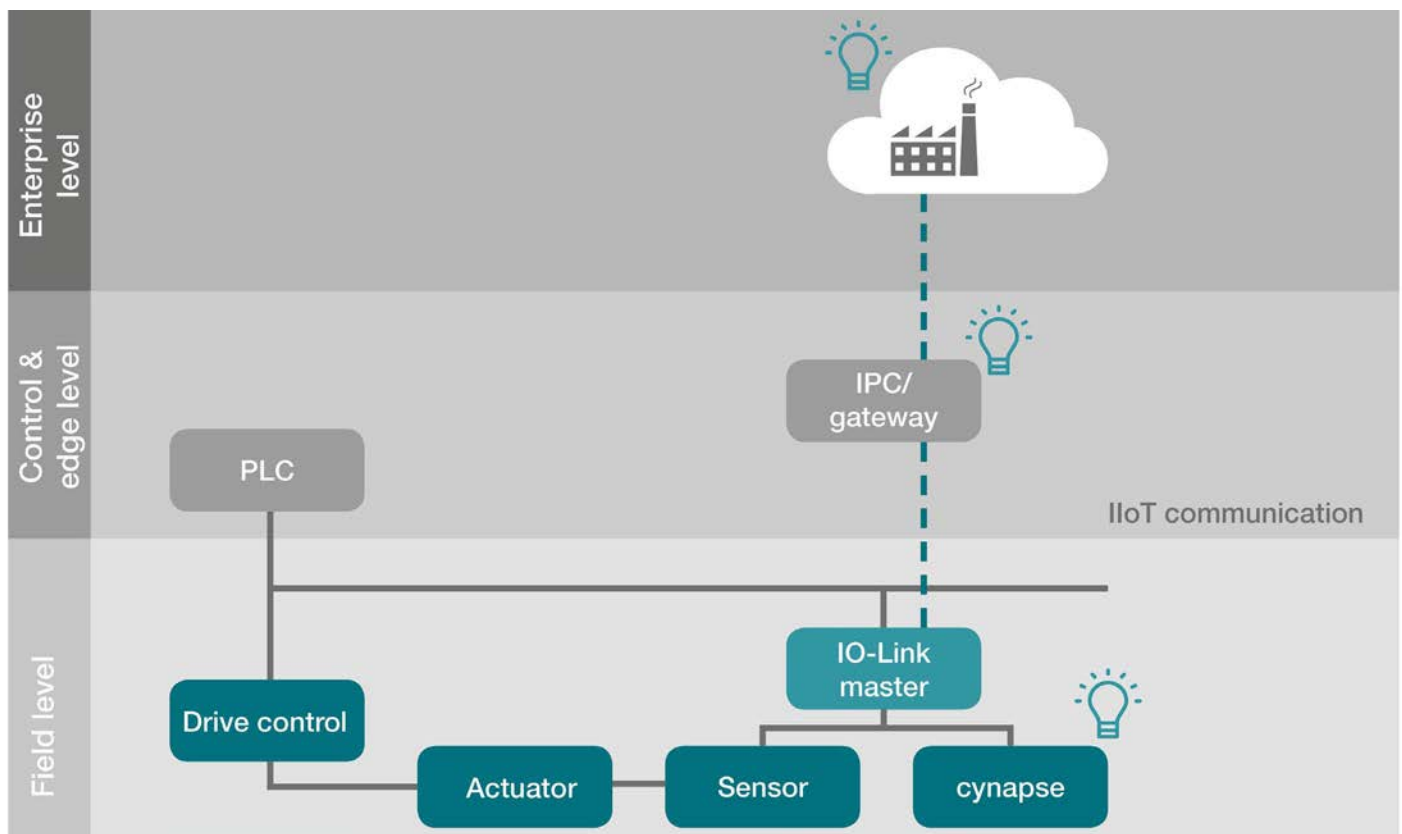 Enterprise
level
Control &
edge level
IPC/
gateway
PLC
IIoT communication
Field level
IO-Link
master
Drive control
Actuator
Sensor
cynapse